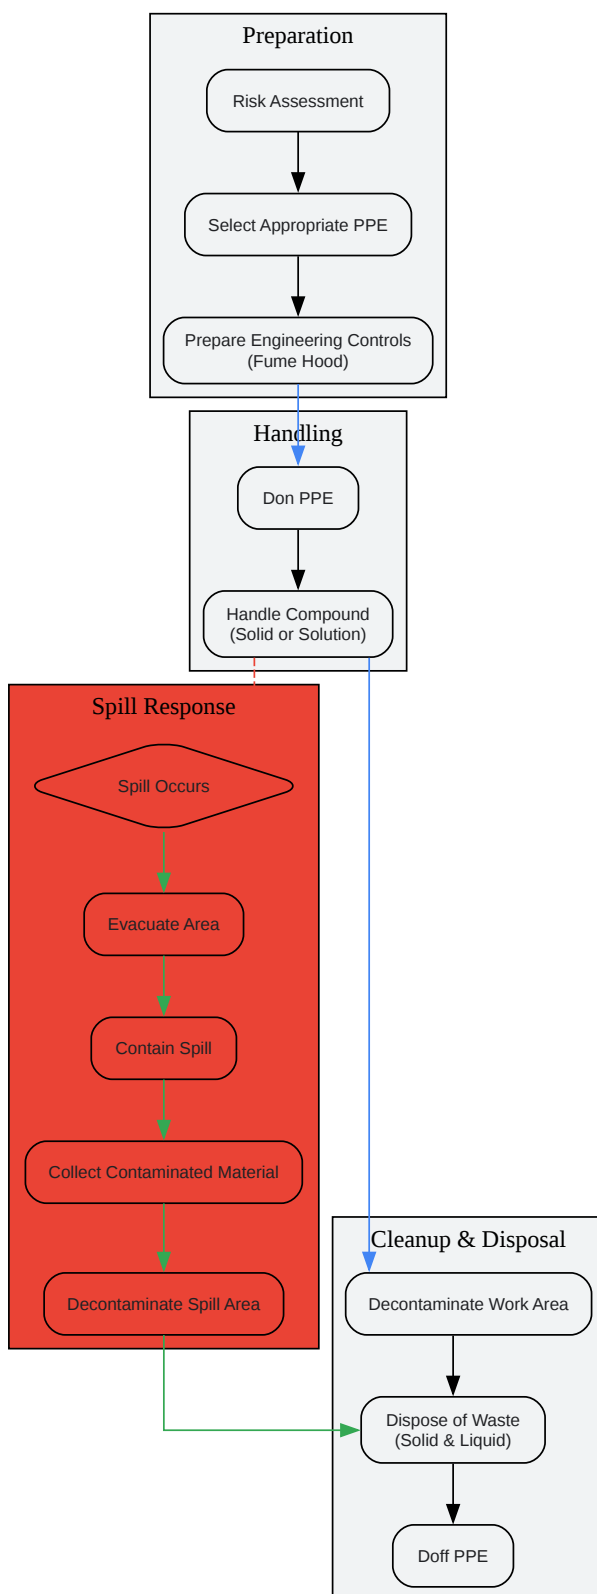 Preparation
Risk Assessment
Select Appropriate PPE
Prepare Engineering Controls
(Fume Hood)
Handling
Don PPE
Handle Compound
(Solid or Solution)
Spill Response
Spill Occurs
Evacuate Area
Contain Spill
Collect Contaminated Material
Decontaminate Spill Area
Cleanup & Disposal
Decontaminate Work Area
Dispose of Waste
(Solid & Liquid)
Doff PPE